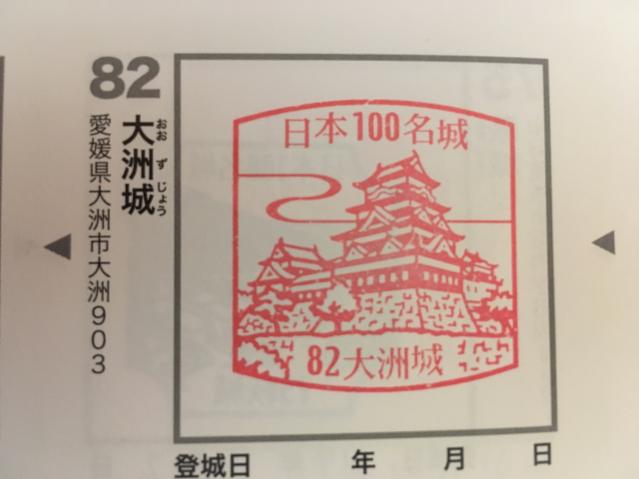 82
大洲城
おおずじょう
愛媛県大洲市大洲903
日本100名城
82大洲城
登城日 年 月 日